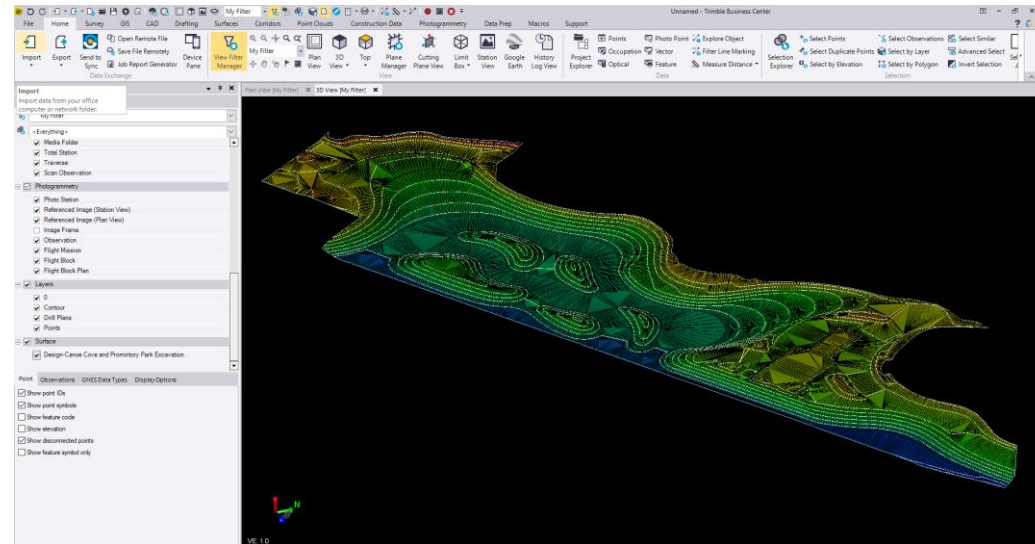 My Filter
Unnamed - Trimble Business Center
File Home Survey GIS CAD Drafting Surfaces Corridors Point Clouds Construction Data Photogrammetry Data Prep Macros Support
Import
Export
Send to Sync
Open Remote File
Save File Remotely
Job Report Generator
Device Pane
Data Exchange
View Filter Manager
My Filter
Plan View
3D View
Top
Plane Manager
Cutting Plane View
Limit Box
Station View
Google Earth
History Log View
View
Project Explorer
Points
Occupation
Optical
Photo Point
Vector
Feature
Explore Object
Filter Line Marking
Measure Distance
Data
Selection Explorer
Select Points
Select Duplicate Points
Select by Elevation
Select Observations
Select by Layer
Select by Polygon
Select Similar
Advanced Select
Invert Selection
Sel
Selection
Import
Import data from your office
computer or network folder.
My Filter
<Everything>
Media Folder
Total Station
Traverse
Scan Observation
Photogrammetry
Photo Station
Referenced Image (Station View)
Referenced Image (Plan View)
Image Frame
Observation
Flight Mission
Flight Block
Flight Block Plan
Layers
0
Contour
Drill Plane
Points
Surface
Design-Canoe Cove and Promintory Park Excavation
Point Observations GNSS Data Types Display Options
Show point IDs
Show point symbols
Show feature code
Show elevation
Show disconnected points
Show feature symbol only
Plan View [My Filter]
3D View [My Filter]
N
VE: 1.0